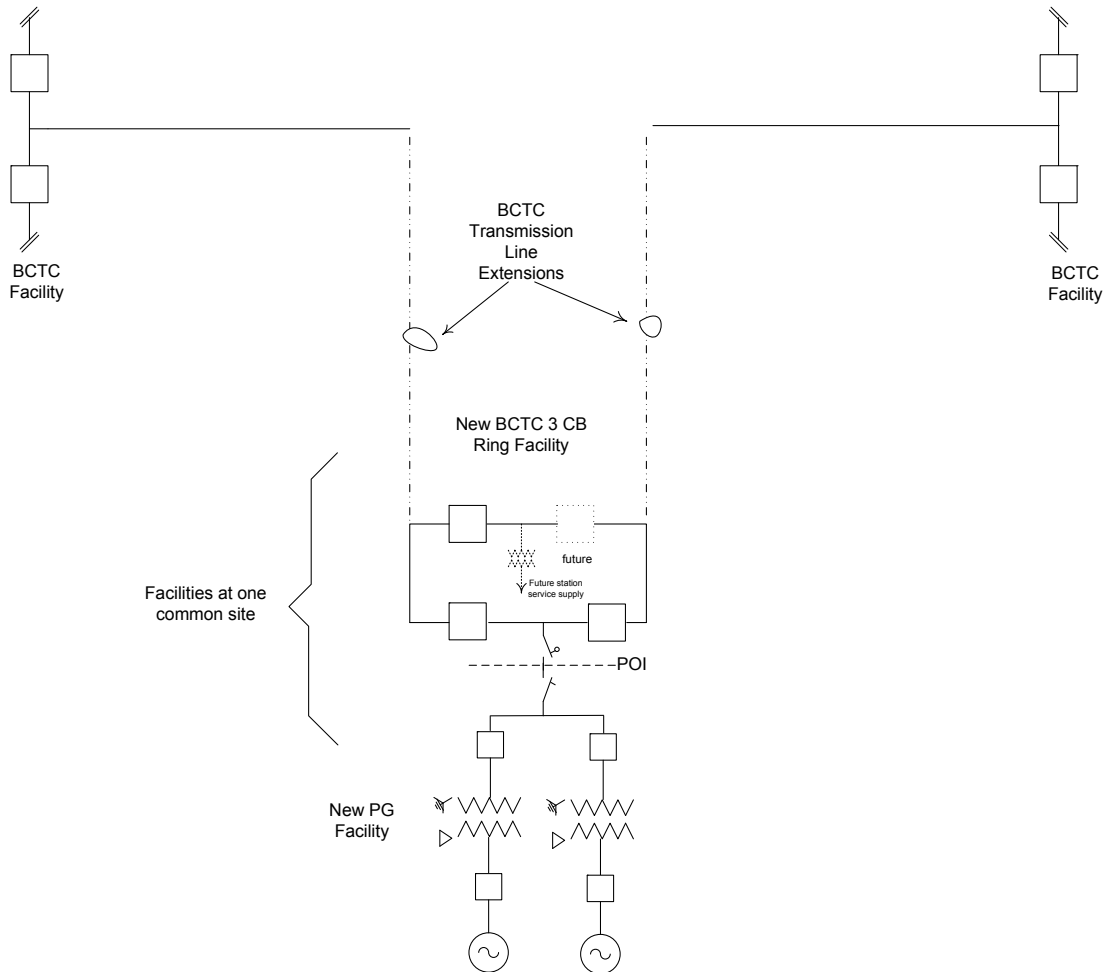 BCTC
Transmission
Line
Extensions
BCTC
Facility
BCTC
Facility
New BCTC 3 CB
Ring Facility
future
Future station
service supply
Facilities at one
common site
POI
New PG
Facility